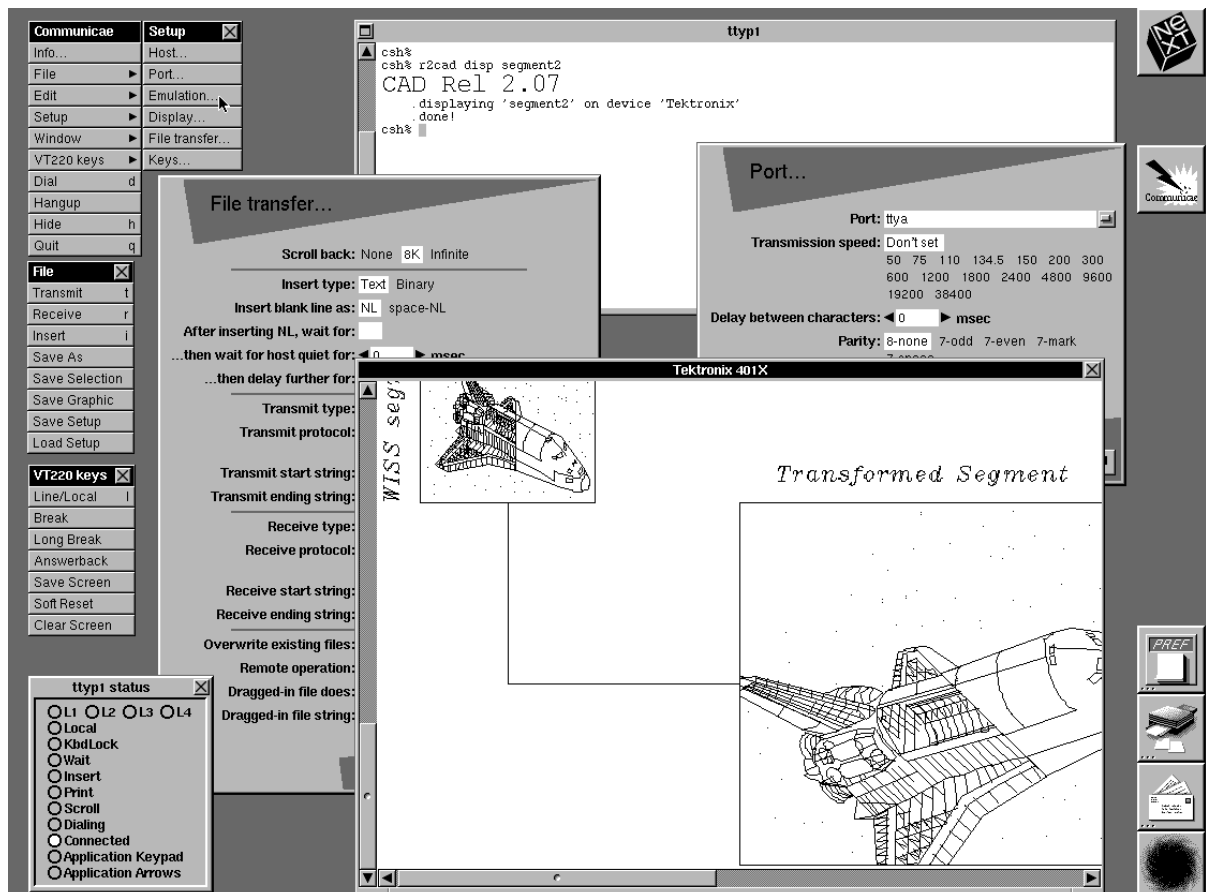 Communicae
Info...
File
Edit
Setup
Window
VT220 keys
Dial d
Hangup
Hide h
Quit q
Setup
Host...
Port...
Emulation...
Display...
File transfer...
Keys...
File
Transmit t
Receive r
Insert i
Save As
Save Selection
Save Graphic
Save Setup
Load Setup
VT220 keys
Line/Local l
Break
Long Break
Answerback
Save Screen
Soft Reset
Clear Screen
ttyp1 status
L1 L2 L3 L4
Local
KbdLock
Wait
Insert
Print
Scroll
Dialing
Connected
Application Keypad
Application Arrows
ttyp1
csh%
csh% r2cad disp segment2
CAD Rel 2.07
.displaying 'segment2' on device 'Tektronix'
.done!
csh%
File transfer...
Scroll back: None 8K Infinite
Insert type: Text Binary
Insert blank line as: NL space-NL
After inserting NL, wait for:
...then wait for host quiet for: 0 msec
...then delay further for:
Transmit type:
Transmit protocol:
Transmit start string:
Transmit ending string:
Receive type:
Receive protocol:
Receive start string:
Receive ending string:
Overwrite existing files:
Remote operation:
Dragged-in file does:
Dragged-in file string:
Port...
Port: ttya
Transmission speed: Don't set
50 75 110 134.5 150 200 300
600 1200 1800 2400 4800 9600
19200 38400
Delay between characters: 0 msec
Parity: 8-none 7-odd 7-even 7-mark
7-space
Tektronix 401X
WISS seg
Transformed Segment
NeXT
Communicae
PREF